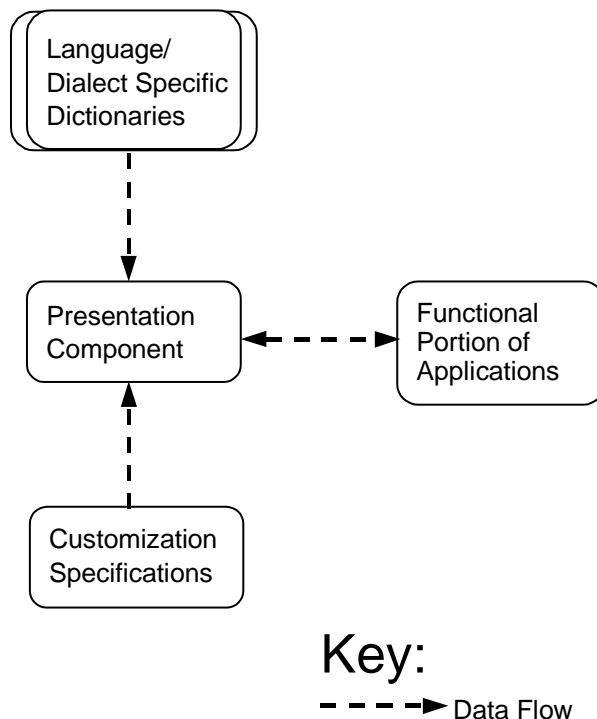 Language/
Dialect Specific
Dictionaries
Presentation
Component
Functional
Portion of
Applications
Customization
Specifications
Key:
Data Flow